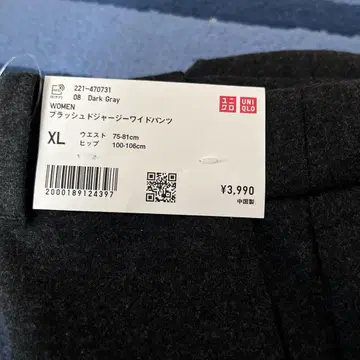 221-470731
08 Dark Gray
WOMEN
ブラッシュドジャージーワイドパンツ
XL
ウエスト 75-81cm
ヒップ 100-106cm
ユニクロ
UNIQLO
¥3,990
中国製
2000189124397